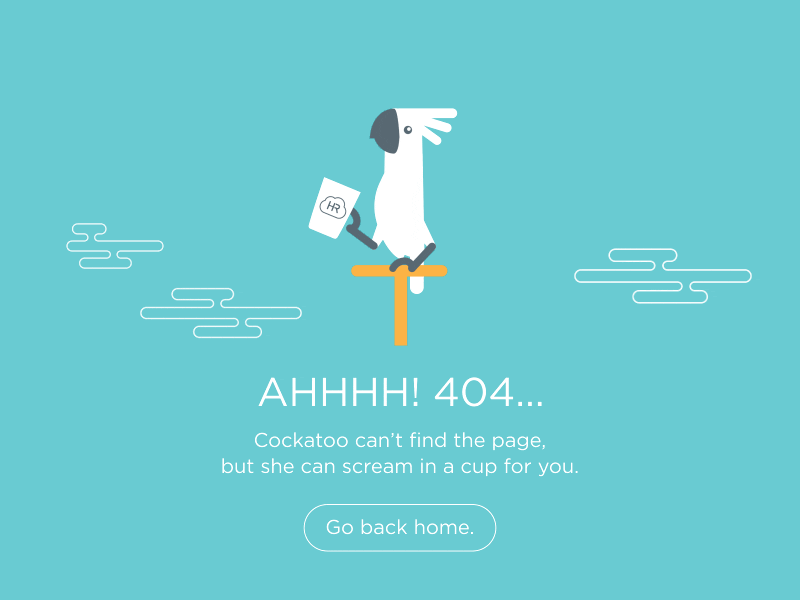 HR
AHHHH! 404...
Cockatoo can’t find the page,
but she can scream in a cup for you.
Go back home.